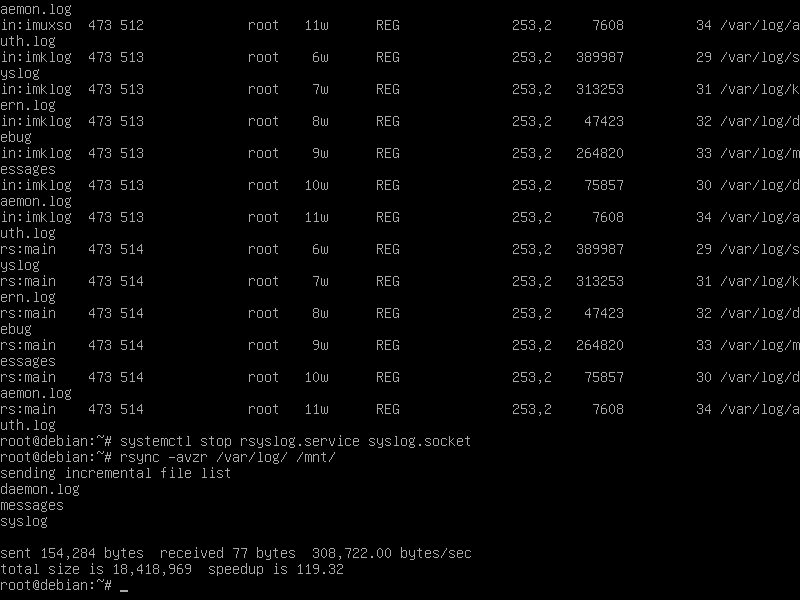 aemon.log
in:imuxso  473 512             root   11w      REG              253,2     7608         34 /var/log/a
uth.log
in:imklog  473 513             root    6w      REG              253,2   389987         29 /var/log/s
yslog
in:imklog  473 513             root    7w      REG              253,2   313253         31 /var/log/k
ern.log
in:imklog  473 513             root    8w      REG              253,2    47423         32 /var/log/d
ebug
in:imklog  473 513             root    9w      REG              253,2   264820         33 /var/log/m
essages
in:imklog  473 513             root   10w      REG              253,2    75857         30 /var/log/d
aemon.log
in:imklog  473 513             root   11w      REG              253,2     7608         34 /var/log/a
uth.log
rs:main    473 514             root    6w      REG              253,2   389987         29 /var/log/s
yslog
rs:main    473 514             root    7w      REG              253,2   313253         31 /var/log/k
ern.log
rs:main    473 514             root    8w      REG              253,2    47423         32 /var/log/d
ebug
rs:main    473 514             root    9w      REG              253,2   264820         33 /var/log/m
essages
rs:main    473 514             root   10w      REG              253,2    75857         30 /var/log/d
aemon.log
rs:main    473 514             root   11w      REG              253,2     7608         34 /var/log/a
uth.log
root@debian:~# systemctl stop rsyslog.service syslog.socket
root@debian:~# rsync -avzr /var/log/ /mnt/
sending incremental file list
daemon.log
messages
syslog

sent 154,284 bytes  received 77 bytes  308,722.00 bytes/sec
total size is 18,418,969  speedup is 119.32
root@debian:~# _